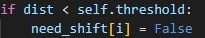 if dist < self.threshold:
    need_shift[i] = False